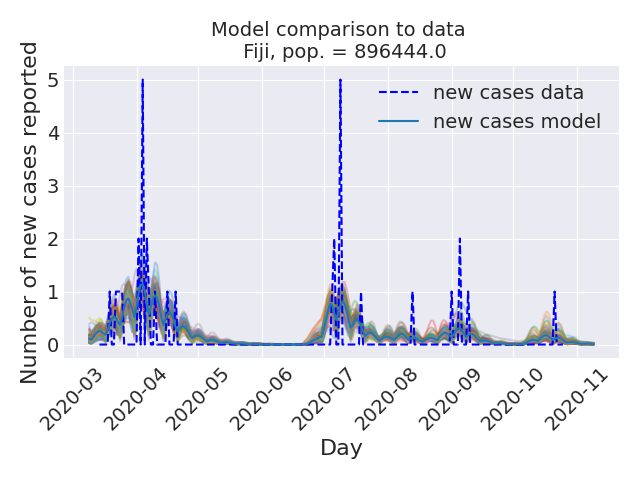 Model comparison to data
Fiji, pop. = 896444.0
Number of new cases reported
5
4
3
2
1
0
new cases data
new cases model
2020-03
2020-04
2020-05
2020-06
2020-07
2020-08
2020-09
2020-10
2020-11
Day